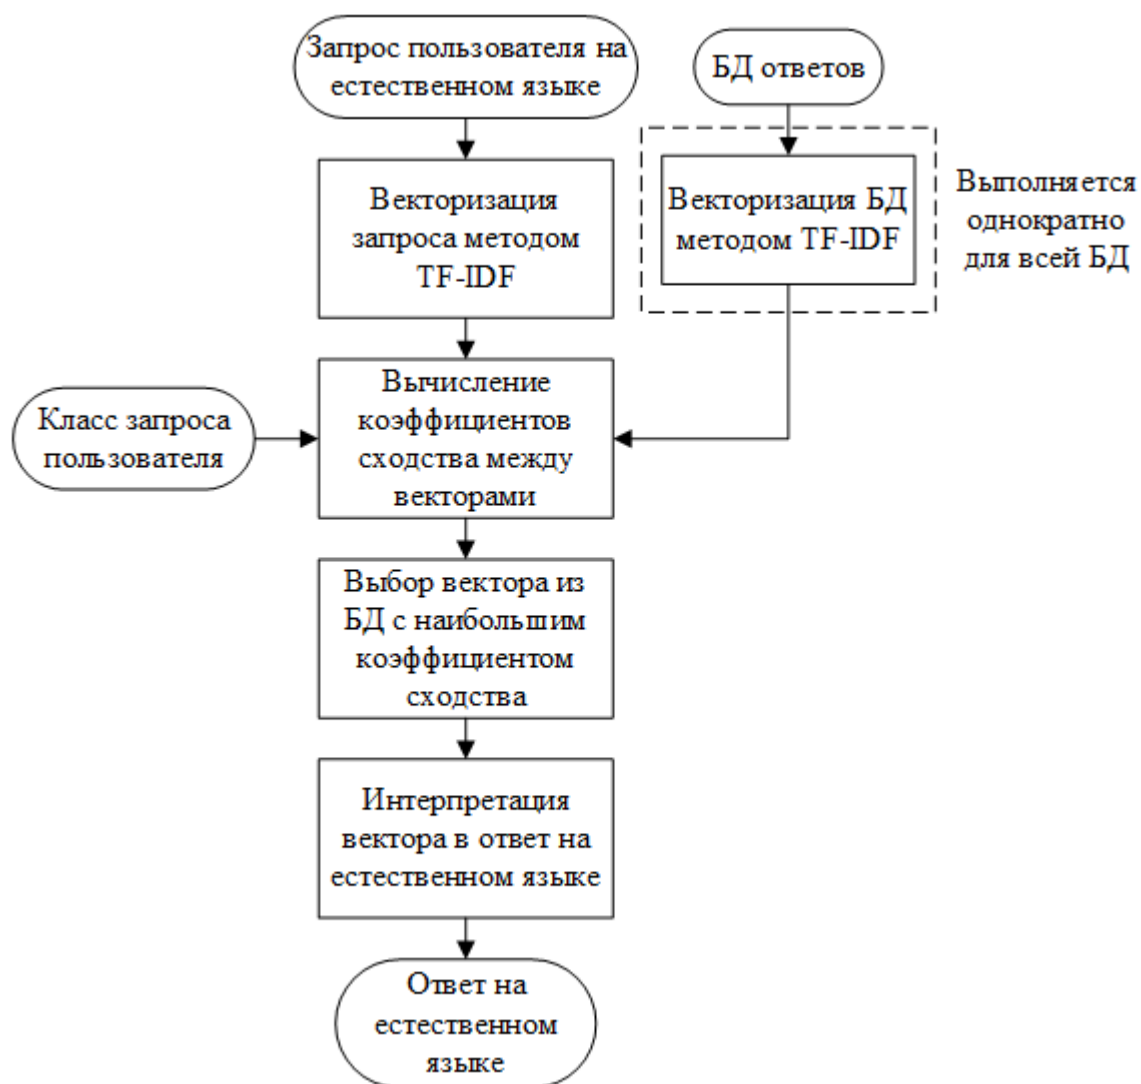 Запрос пользователя на
естественном языке
БД ответов
Векторизация
запроса методом
TF-IDF
Векторизация БД
методом TF-IDF
Выполняется
однократно
для всей БД
Класс запроса
пользователя
Вычисление
коэффициентов
сходства между
векторами
Выбор вектора из
БД с наибольшим
коэффициентом
сходства
Интерпретация
вектора в ответ на
естественном языке
Ответ на
естественном
языке